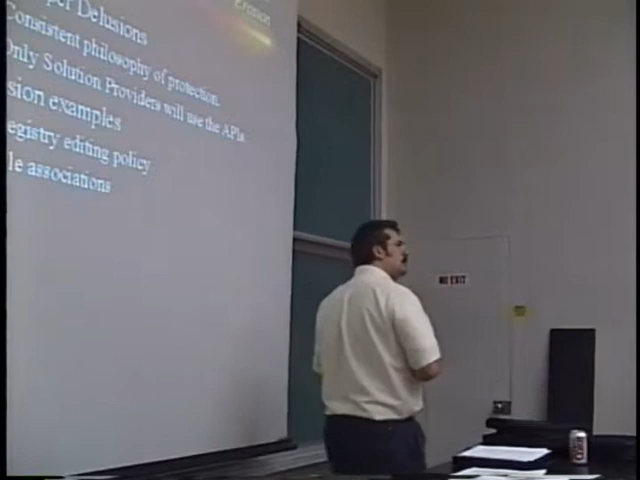 Erosion
Delusions
Consistent philosophy of protection.
Only Solution Providers will use the APIs
sion examples
egistry editing policy
le associations
NO EXIT